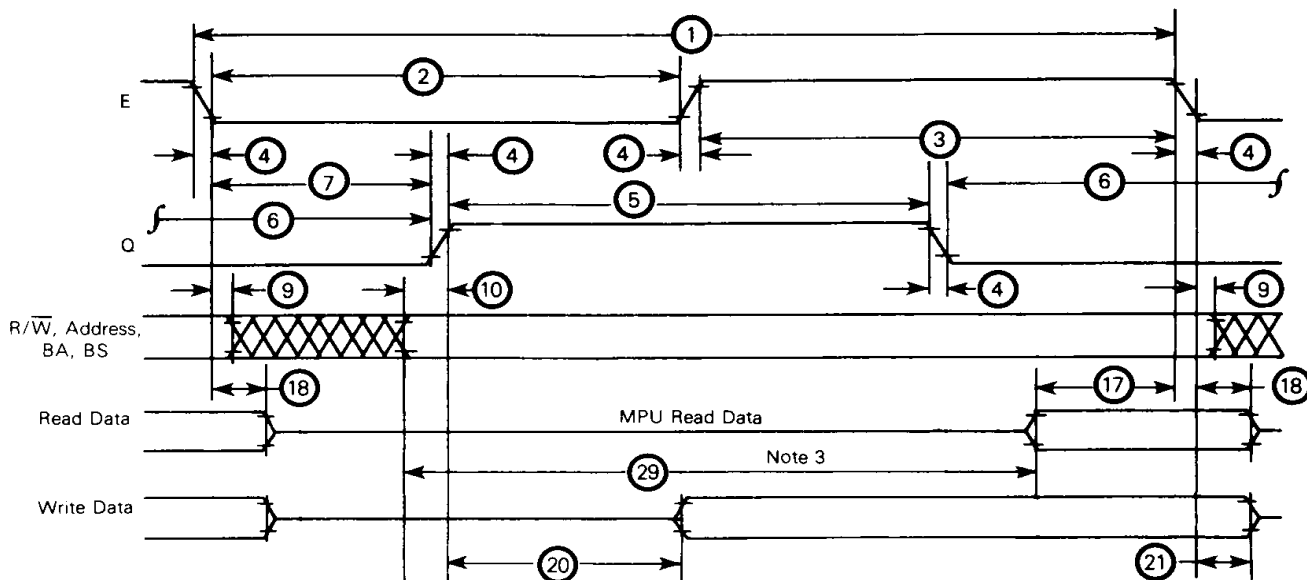 1
2
E
3
4 4 4 4
7
6
5
6
Q
9 10 4 9
R/W̅, Address,
BA, BS
18 17 18
Read Data MPU Read Data
Note 3
29
Write Data
20 21